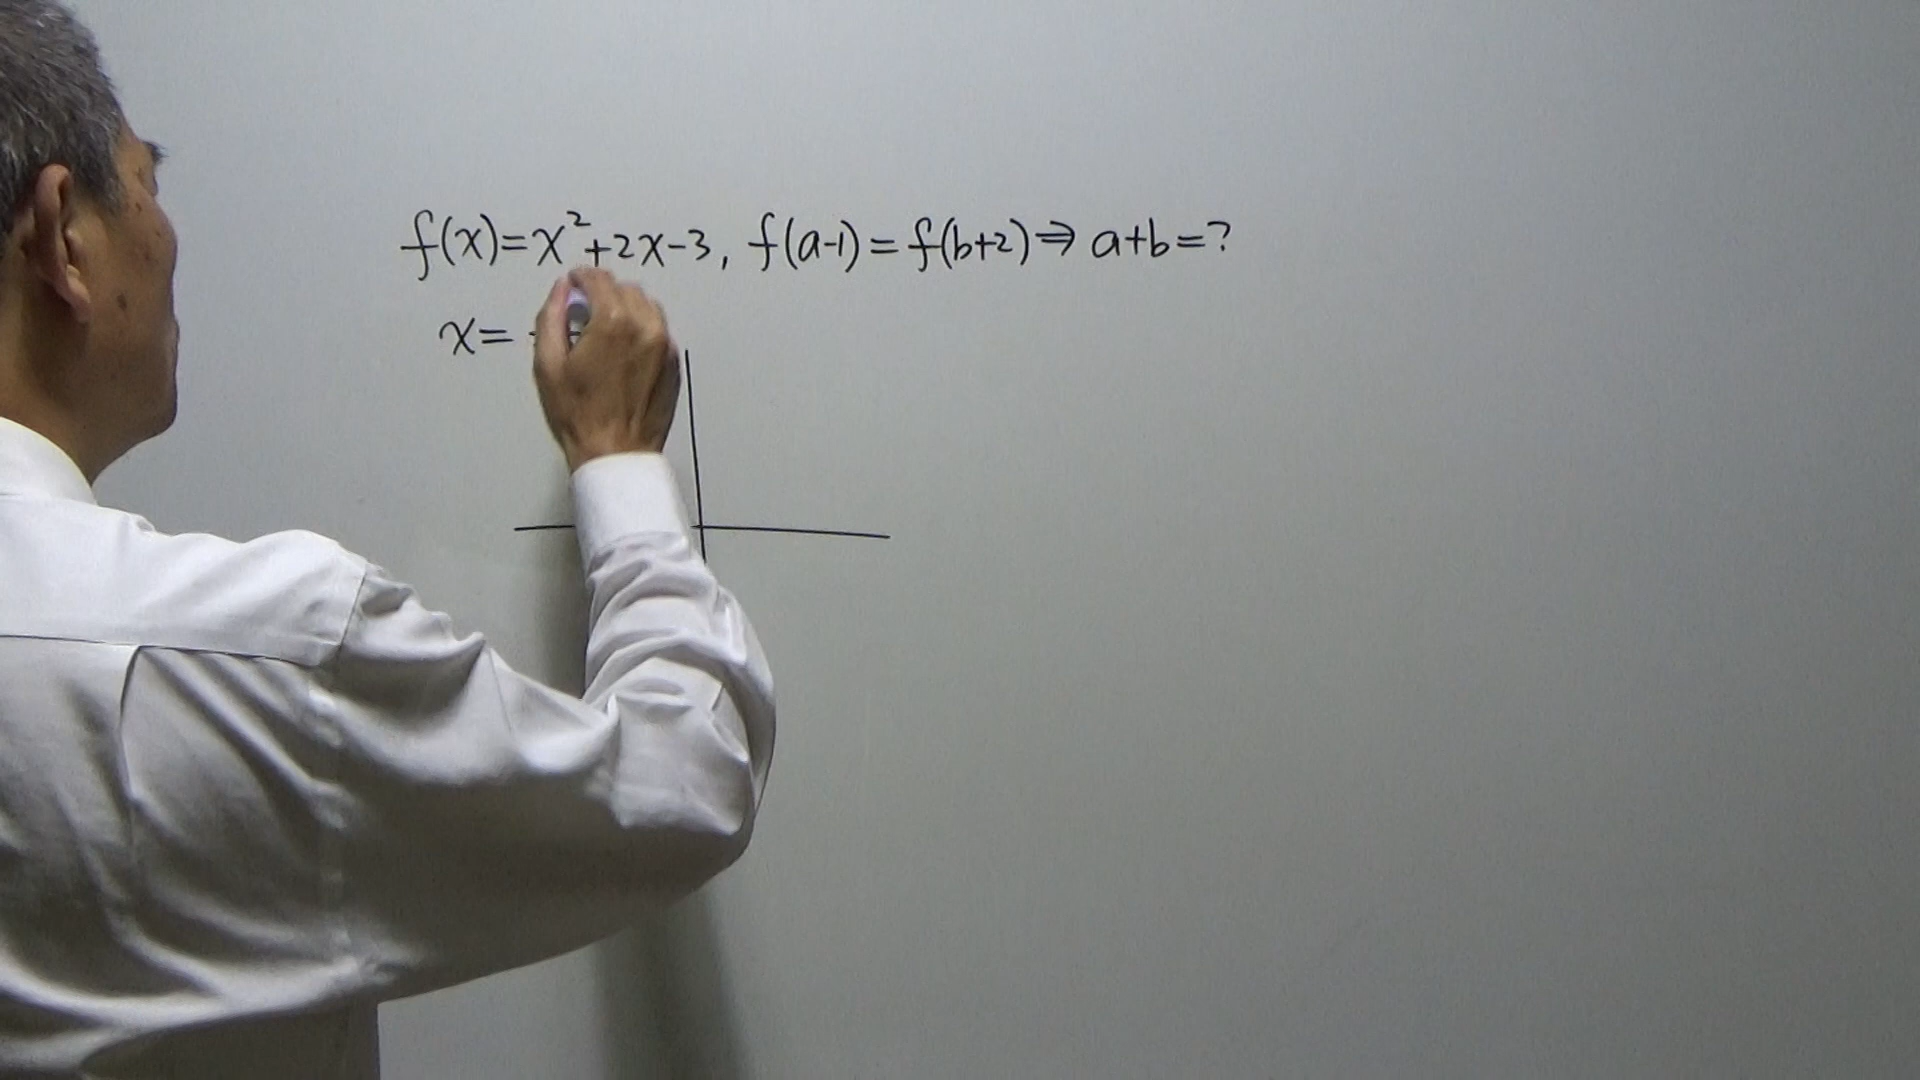 f(x)=x²+2x-3, f(a-1)=f(b+2)⇒a+b=?
x=